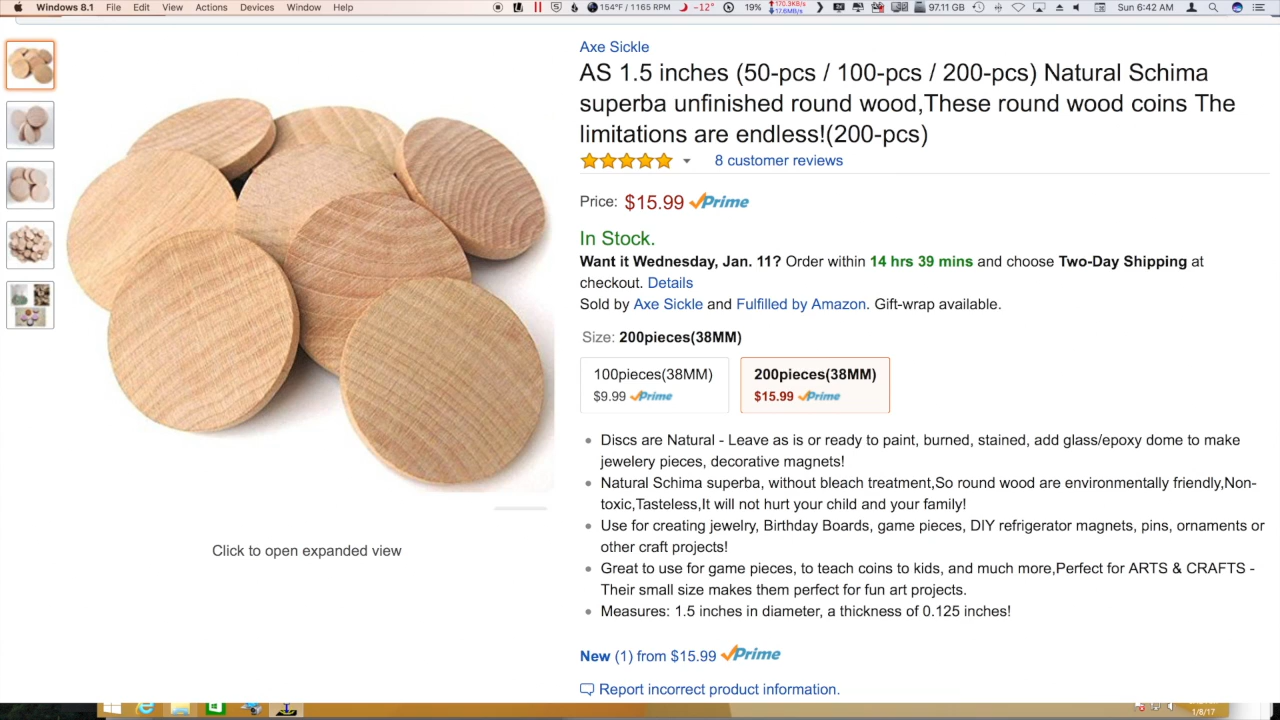 Windows 8.1 File Edit View Actions Devices Window Help
154°F / 1165 RPM -12° 19% 170.3KB/s 17.6MB/s 97.11 GB Sun 6:42 AM
Axe Sickle
AS 1.5 inches (50-pcs / 100-pcs / 200-pcs) Natural Schima
superba unfinished round wood,These round wood coins The
limitations are endless!(200-pcs)
8 customer reviews
Price: $15.99 Prime
In Stock.
Want it Wednesday, Jan. 11? Order within 14 hrs 39 mins and choose Two-Day Shipping at
checkout. Details
Sold by Axe Sickle and Fulfilled by Amazon. Gift-wrap available.
Size: 200pieces(38MM)
100pieces(38MM)
$9.99 Prime
200pieces(38MM)
$15.99 Prime
Discs are Natural - Leave as is or ready to paint, burned, stained, add glass/epoxy dome to make
jewelery pieces, decorative magnets!
Natural Schima superba, without bleach treatment,So round wood are environmentally friendly,Non-
toxic,Tasteless,It will not hurt your child and your family!
Use for creating jewelry, Birthday Boards, game pieces, DIY refrigerator magnets, pins, ornaments or
other craft projects!
Great to use for game pieces, to teach coins to kids, and much more,Perfect for ARTS & CRAFTS -
Their small size makes them perfect for fun art projects.
Measures: 1.5 inches in diameter, a thickness of 0.125 inches!
New (1) from $15.99 Prime
Report incorrect product information.
Click to open expanded view
1/8/17